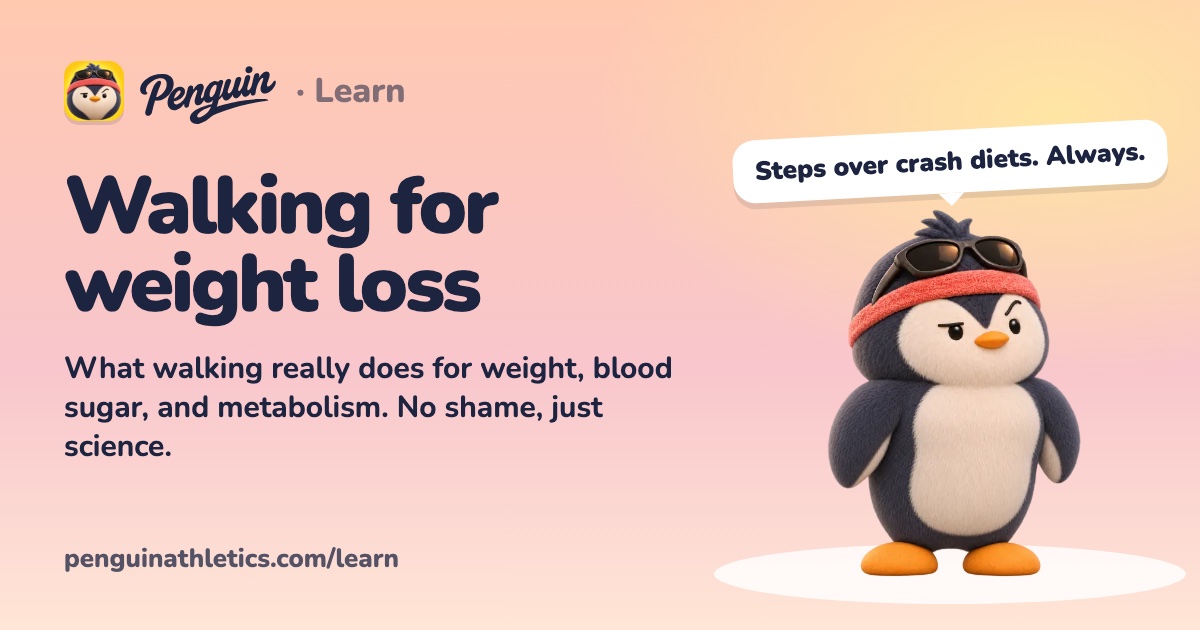 Penguin · Learn
Steps over crash diets. Always.
Walking for
weight loss
What walking really does for weight, blood
sugar, and metabolism. No shame, just
science.
penguinathletics.com/learn